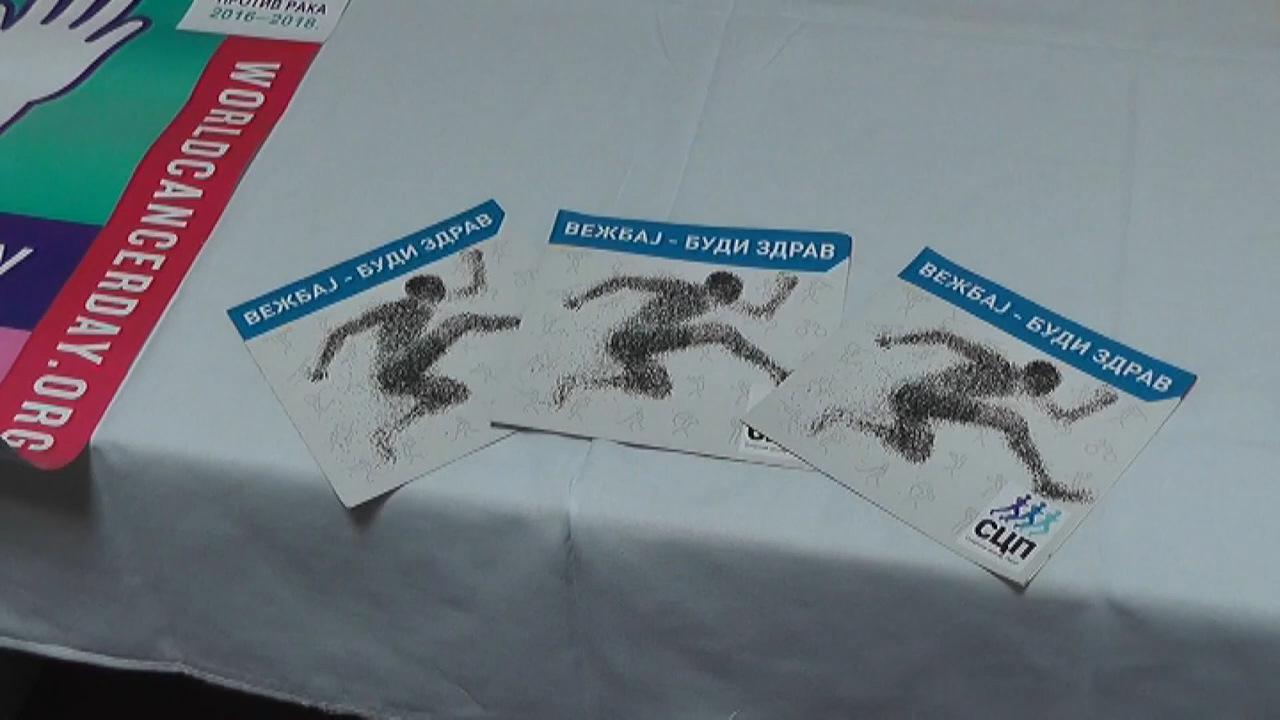 ПРОТИВ РАКА
2016–2018.
WORLDCANCERDAY.ORG
ВЕЖБАЈ - БУДИ ЗДРАВ
ВЕЖБАЈ - БУДИ ЗДРАВ
ВЕЖБАЈ - БУДИ ЗДРАВ
СЦП